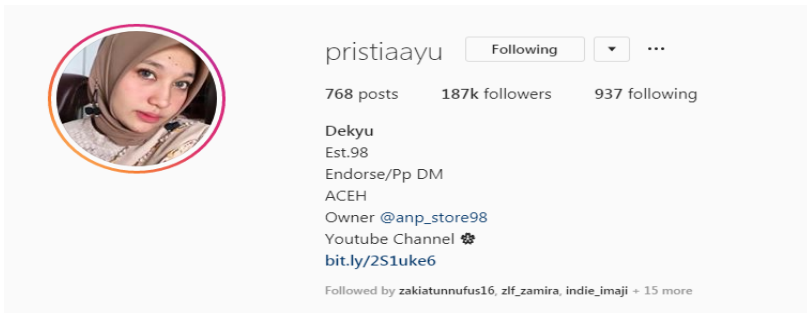 pristiaayu Following
768 posts 187k followers 937 following
Dekyu
Est.98
Endorse/Pp DM
ACEH
Owner @anp_store98
Youtube Channel
bit.ly/2S1uke6
Followed by zakiatunnufus16, zlf_zamira, indie_imaji + 15 more